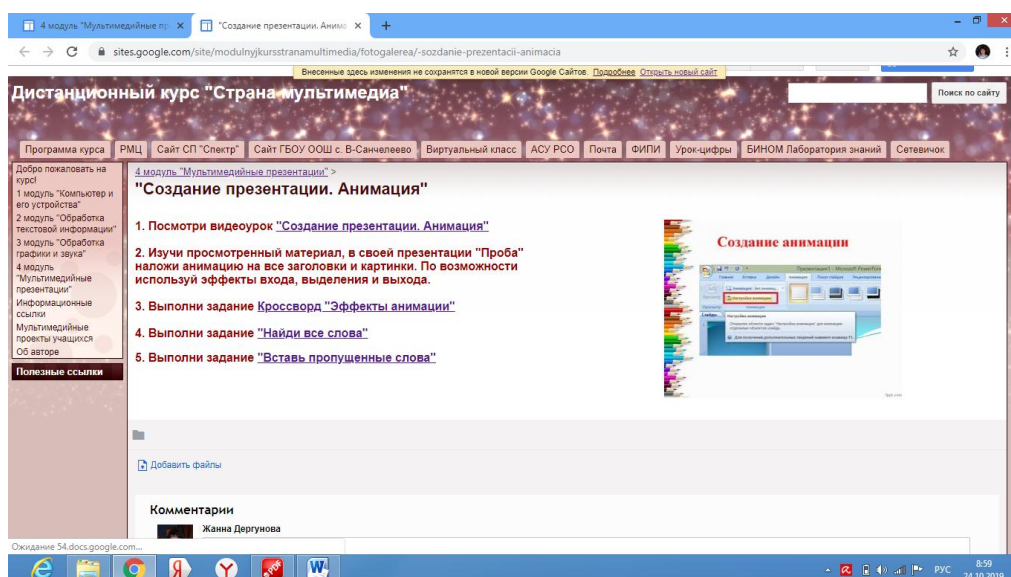 4 модуль "Мультимедийные пр
"Создание презентации. Анима
sites.google.com/site/modulnyjkursstranamultimedia/fotogalerea/-sozdanie-prezentacii-animacia
Внесенные здесь изменения не сохранятся в новой версии Google Сайтов. Подробнее Открыть новый сайт
Дистанционный курс "Страна мультимедиа"
Поиск по сайту
Программа курса РМЦ Сайт СП "Спектр" Сайт ГБОУ ООШ с. В-Санчелеево Виртуальный класс АСУ РСО Почта ФИПИ Урок-цифры БИНОМ Лаборатория знаний Сетевичок
Добро пожаловать на
курс!
1 модуль "Компьютер и
его устройства"
2 модуль "Обработка
текстовой информации"
3 модуль "Обработка
графики и звука"
4 модуль
"Мультимедийные
презентации"
Информационные
ссылки
Мультимедийные
проекты учащихся
Об авторе
Полезные ссылки
4 модуль "Мультимедийные презентации" >
"Создание презентации. Анимация"
1. Посмотри видеоурок "Создание презентации. Анимация"
2. Изучи просмотренный материал, в своей презентации "Проба"
наложи анимацию на все заголовки и картинки. По возможности
используй эффекты входа, выделения и выхода.
3. Выполни задание Кроссворд "Эффекты анимации"
4. Выполни задание "Найди все слова"
5. Выполни задание "Вставь пропущенные слова"
Создание анимации
Настройка анимации
Добавить файлы
Комментарии
Жанна Дергунова
Ожидание 54.docs.google.com...
РУС
8:59
24.10.2019